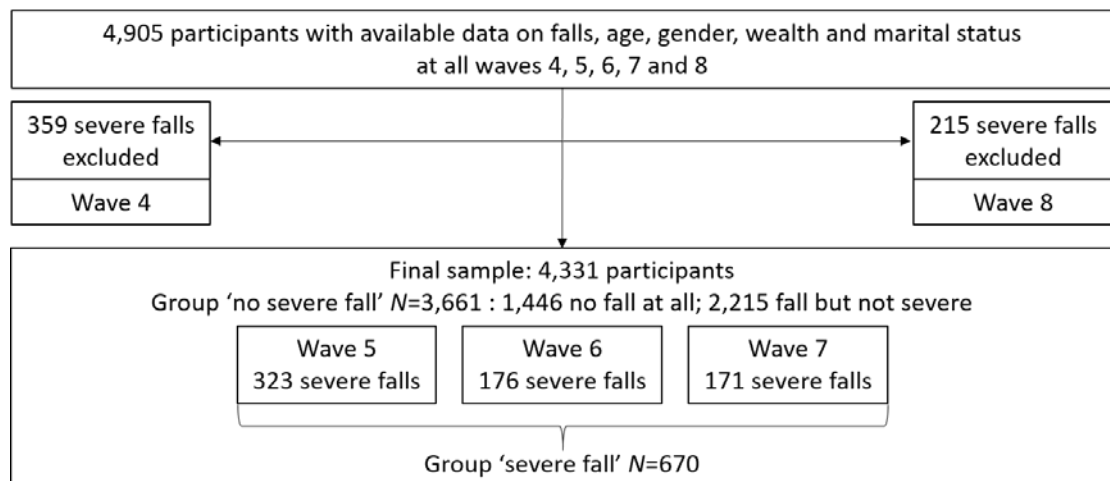 4,905 participants with available data on falls, age, gender, wealth and marital status
at all waves 4, 5, 6, 7 and 8
359 severe falls
excluded
Wave 4
215 severe falls
excluded
Wave 8
Final sample: 4,331 participants
Group ‘no severe fall’ N=3,661 : 1,446 no fall at all; 2,215 fall but not severe
Wave 5
323 severe falls
Wave 6
176 severe falls
Wave 7
171 severe falls
Group ‘severe fall’ N=670